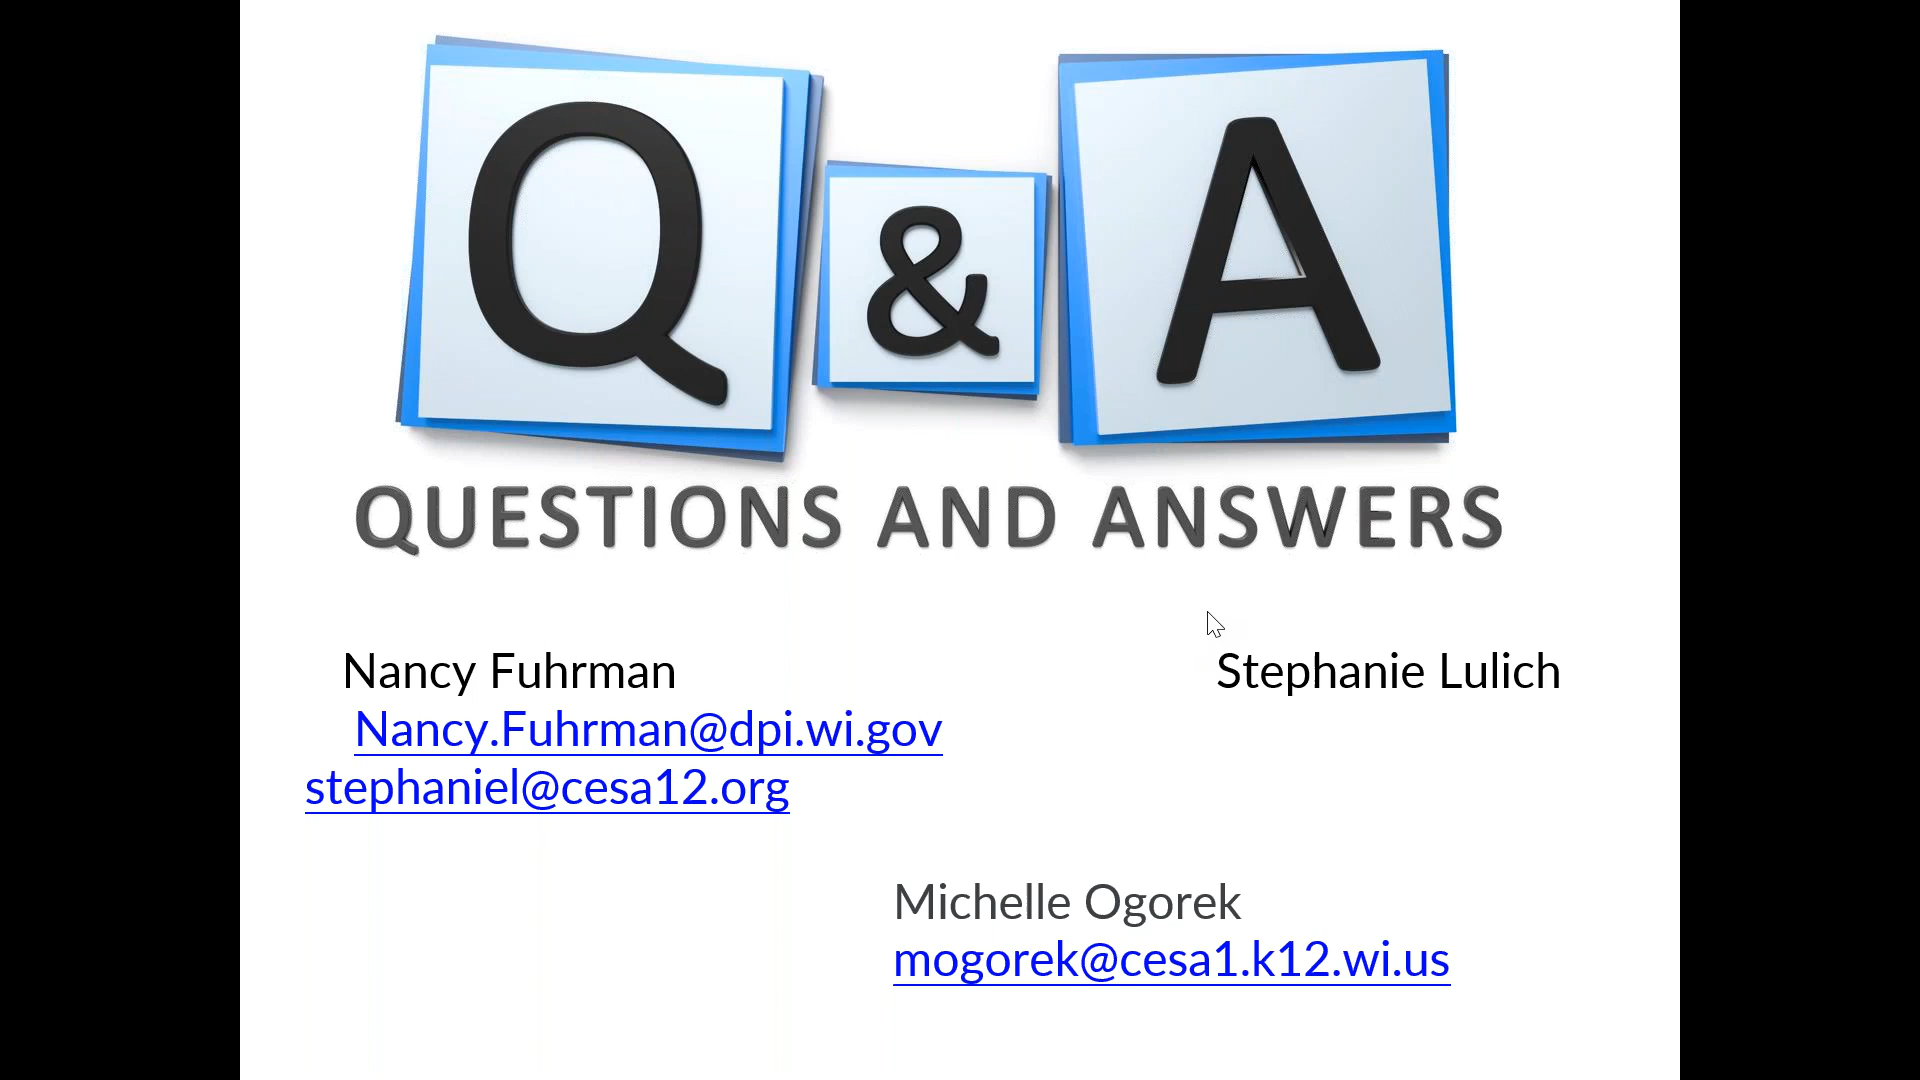 Q & A
QUESTIONS AND ANSWERS
Nancy Fuhrman Stephanie Lulich
Nancy.Fuhrman@dpi.wi.gov
stephaniel@cesa12.org
Michelle Ogorek
mogorek@cesa1.k12.wi.us